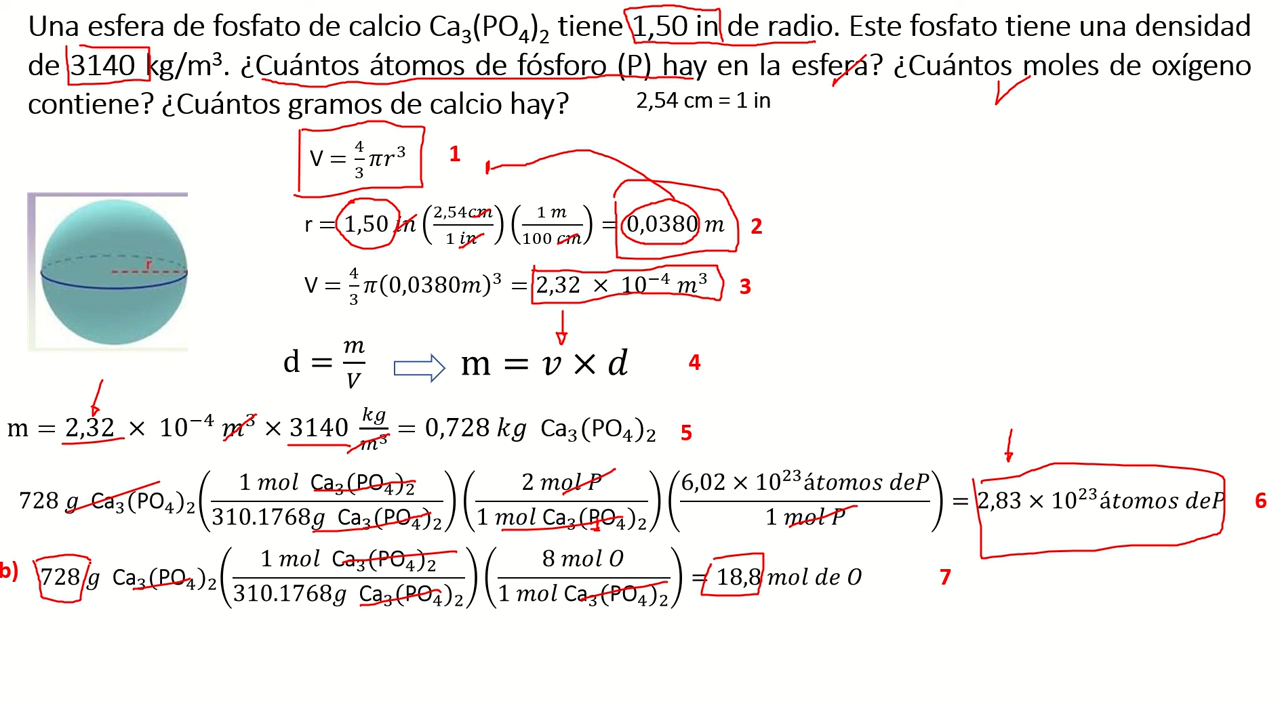 Una esfera de fosfato de calcio Ca₃(PO₄)₂ tiene 1,50 in de radio. Este fosfato tiene una densidad
de 3140 kg/m³. ¿Cuántos átomos de fósforo (P) hay en la esfera? ¿Cuántos moles de oxígeno
contiene? ¿Cuántos gramos de calcio hay? 2,54 cm = 1 in
V = 4/3 πr³ 1
r = 1,50 in (2,54cm / 1 in) (1 m / 100 cm) = 0,0380 m 2
r
V = 4/3 π(0,0380m)³ = 2,32 × 10⁻⁴ m³ 3
d = m/V ⇨ m = v × d 4
m = 2,32 × 10⁻⁴ m³ × 3140 kg/m³ = 0,728 kg Ca₃(PO₄)₂ 5
728 g Ca₃(PO₄)₂ (1 mol Ca₃(PO₄)₂ / 310.1768g Ca₃(PO₄)₂) (2 mol P / 1 mol Ca₃(PO₄)₂) (6,02 × 10²³átomos deP / 1 mol P) = 2,83 × 10²³átomos deP 6
b) 728 g Ca₃(PO₄)₂ (1 mol Ca₃(PO₄)₂ / 310.1768g Ca₃(PO₄)₂) (8 mol O / 1 mol Ca₃(PO₄)₂) = 18,8 mol de O 7